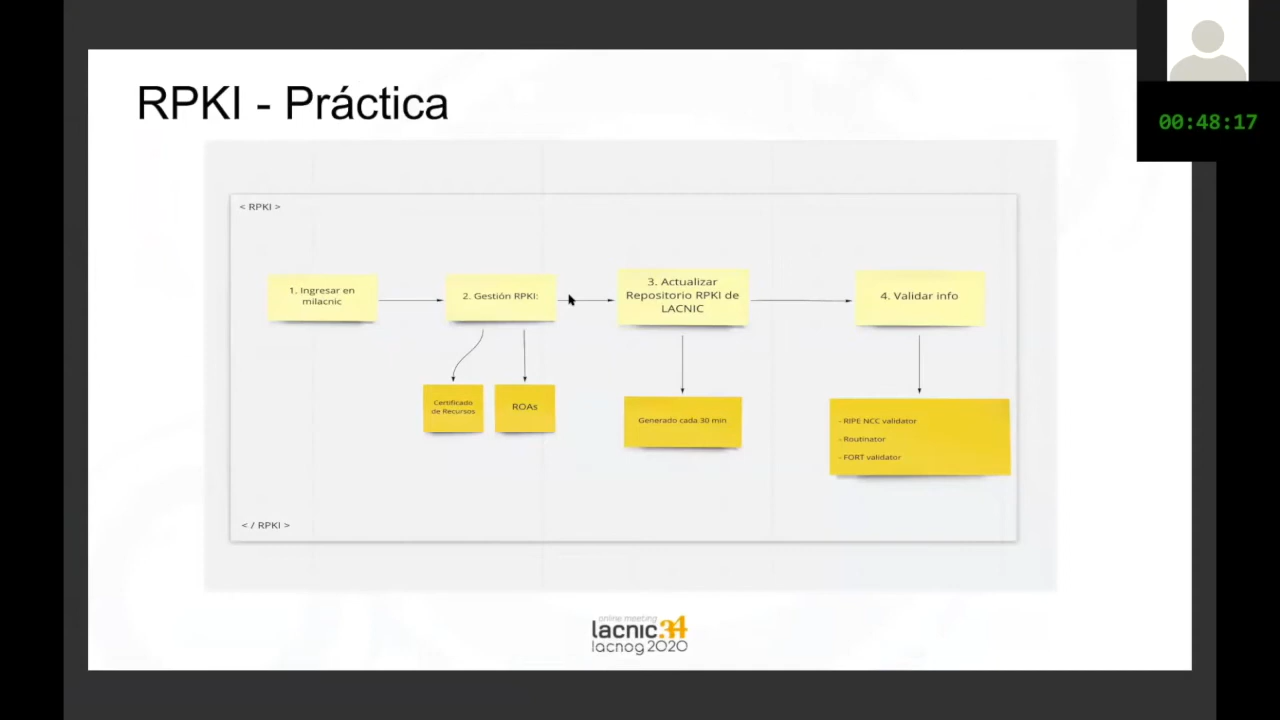 RPKI - Práctica
00:48:17
< RPKI >
1. Ingresar en
milacnic
2. Gestión RPKI:
3. Actualizar
Repositorio RPKI de
LACNIC
4. Validar info
Certificado
de Recursos
ROAs
Generado cada 30 min
- RIPE NCC validator
- Routinator
- FORT validator
< / RPKI >
online meeting
lacnic34
lacnog2020